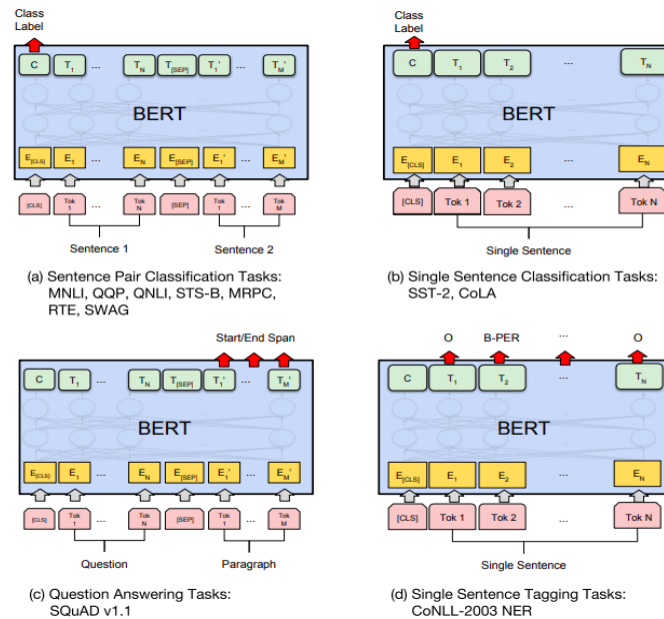 Class
Label
C T1 ... TN T[SEP] T1' ... TM'
BERT
E[CLS] E1 ... EN E[SEP] E1' ... EM'
[CLS] Tok 1 ... Tok N [SEP] Tok 1 ... Tok M
Sentence 1 Sentence 2
(a) Sentence Pair Classification Tasks:
MNLI, QQP, QNLI, STS-B, MRPC,
RTE, SWAG
Class
Label
C T1 T2 ... TN
BERT
E[CLS] E1 E2 ... EN
[CLS] Tok 1 Tok 2 ... Tok N
Single Sentence
(b) Single Sentence Classification Tasks:
SST-2, CoLA
Start/End Span
C T1 ... TN T[SEP] T1' ... TM'
BERT
E[CLS] E1 ... EN E[SEP] E1' ... EM'
[CLS] Tok 1 ... Tok N [SEP] Tok 1 ... Tok M
Question Paragraph
(c) Question Answering Tasks:
SQuAD v1.1
O B-PER ... O
C T1 T2 ... TN
BERT
E[CLS] E1 E2 ... EN
[CLS] Tok 1 Tok 2 ... Tok N
Single Sentence
(d) Single Sentence Tagging Tasks:
CoNLL-2003 NER